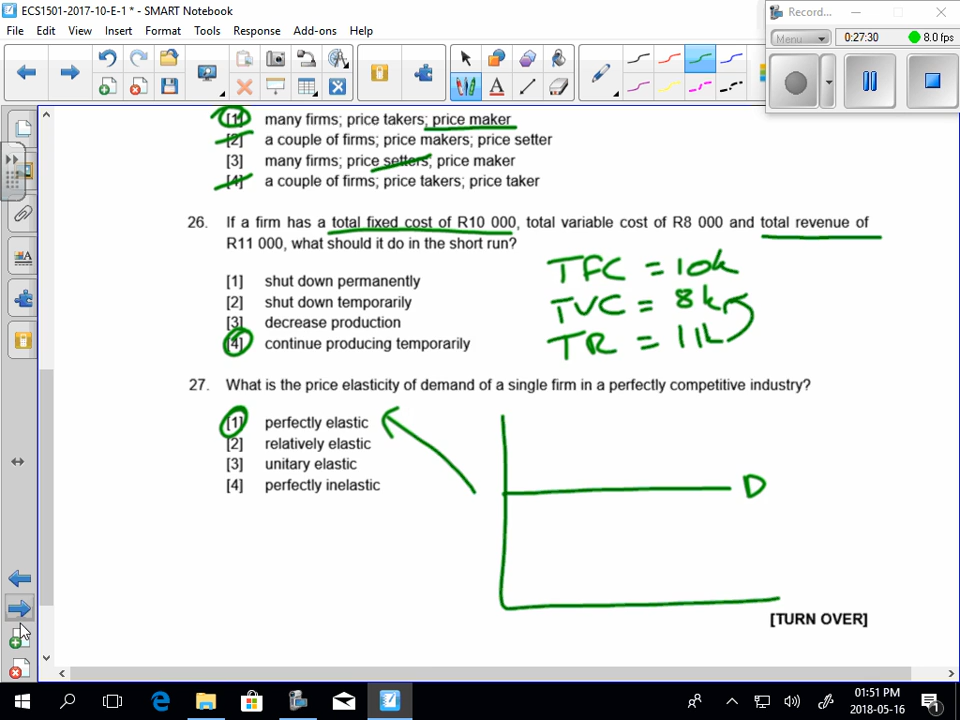 ECS1501-2017-10-E-1 * - SMART Notebook
File Edit View Insert Format Tools Response Add-ons Help
Record...
Menu 0:27:30 8.0 fps
[1] many firms; price takers; price maker
[2] a couple of firms; price makers; price setter
[3] many firms; price setters; price maker
[4] a couple of firms; price takers; price taker
26. If a firm has a total fixed cost of R10 000, total variable cost of R8 000 and total revenue of
R11 000, what should it do in the short run?
[1] shut down permanently
[2] shut down temporarily
[3] decrease production
[4] continue producing temporarily
TFC = 10k
TVC = 8k
TR = 11k
27. What is the price elasticity of demand of a single firm in a perfectly competitive industry?
[1] perfectly elastic
[2] relatively elastic
[3] unitary elastic
[4] perfectly inelastic
D
[TURN OVER]
01:51 PM
2018-05-16
1